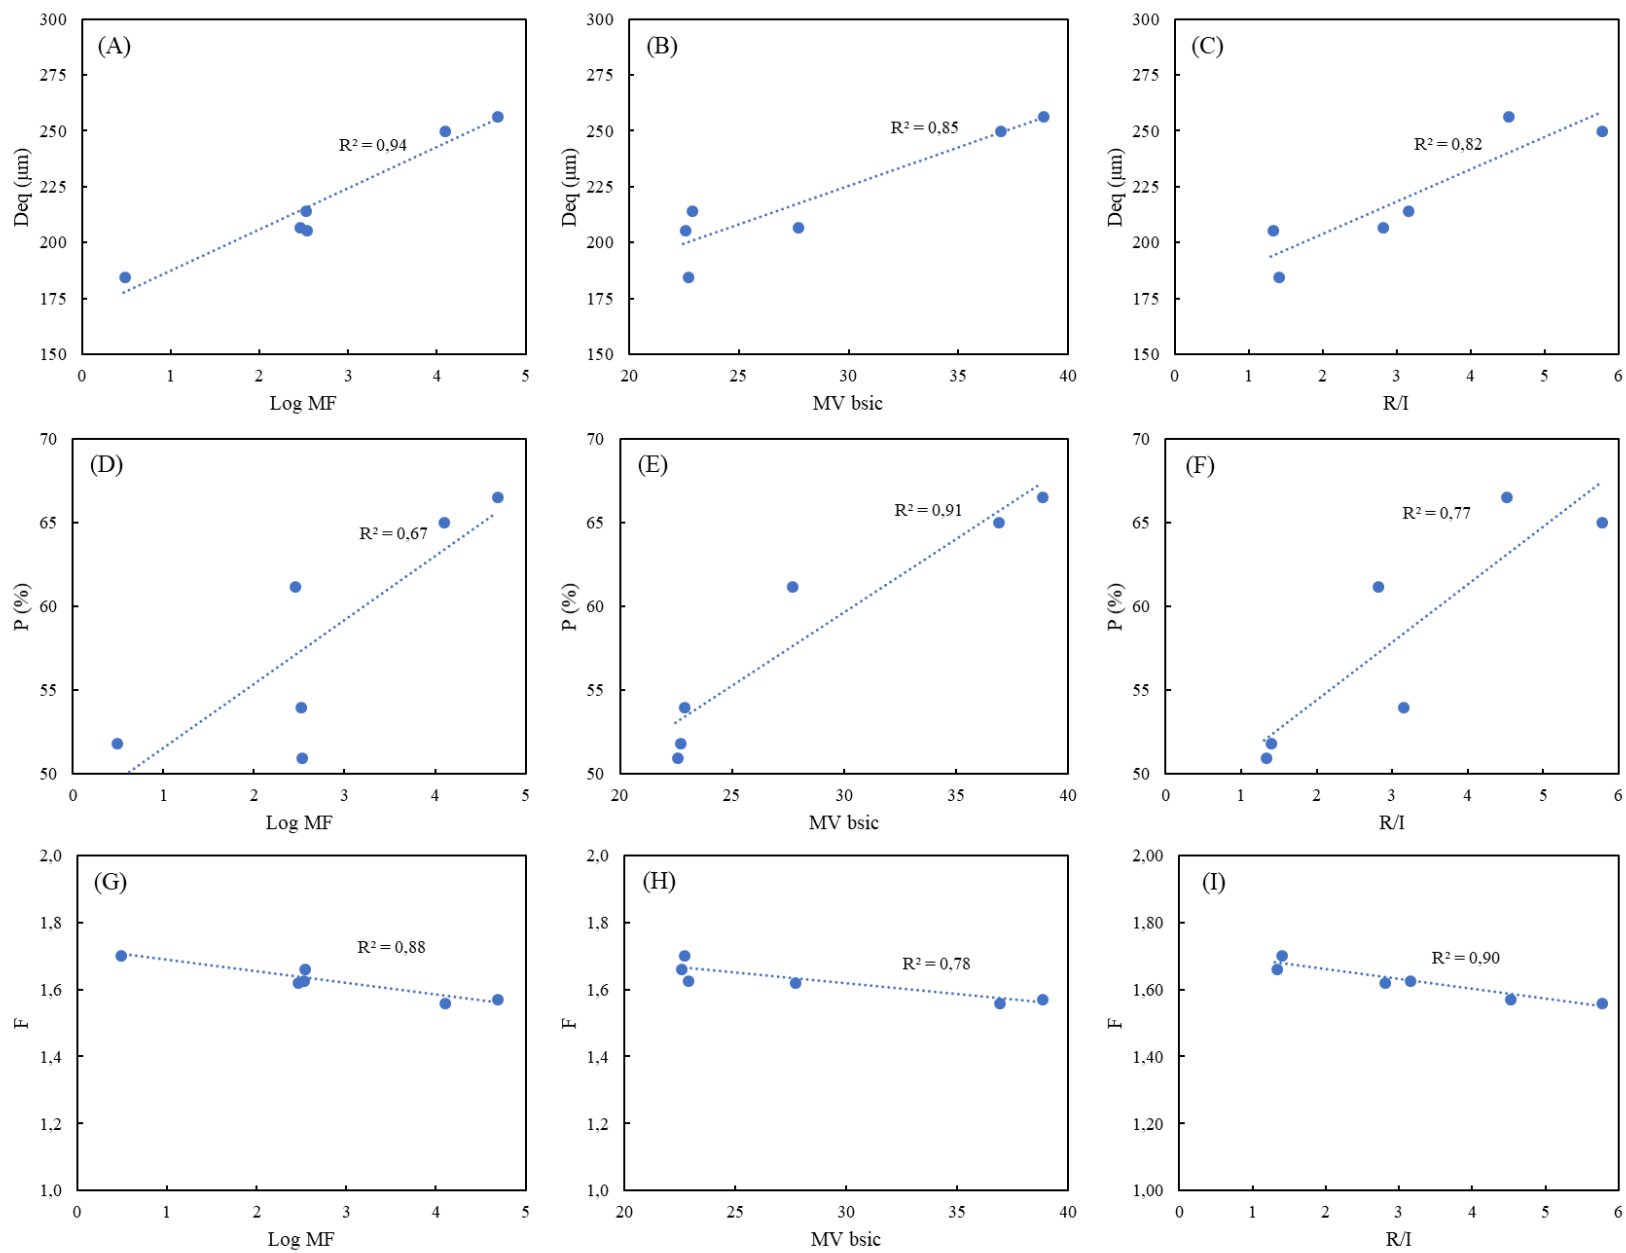 (A)
300
275
250
225
200
175
150
Deq (μm)
R² = 0,94
0 1 2 3 4 5
Log MF
(B)
300
275
250
225
200
175
150
Deq (μm)
R² = 0,85
20 25 30 35 40
MV bsic
(C)
300
275
250
225
200
175
150
Deq (μm)
R² = 0,82
0 1 2 3 4 5 6
R/I
(D)
70
65
60
55
50
P (%)
R² = 0,67
0 1 2 3 4 5
Log MF
(E)
70
65
60
55
50
P (%)
R² = 0,91
20 25 30 35 40
MV bsic
(F)
70
65
60
55
50
P (%)
R² = 0,77
0 1 2 3 4 5 6
R/I
(G)
2,0
1,8
1,6
1,4
1,2
1,0
F
R² = 0,88
0 1 2 3 4 5
Log MF
(H)
2,0
1,8
1,6
1,4
1,2
1,0
F
R² = 0,78
20 25 30 35 40
MV bsic
(I)
2,00
1,80
1,60
1,40
1,20
1,00
F
R² = 0,90
0 1 2 3 4 5 6
R/I